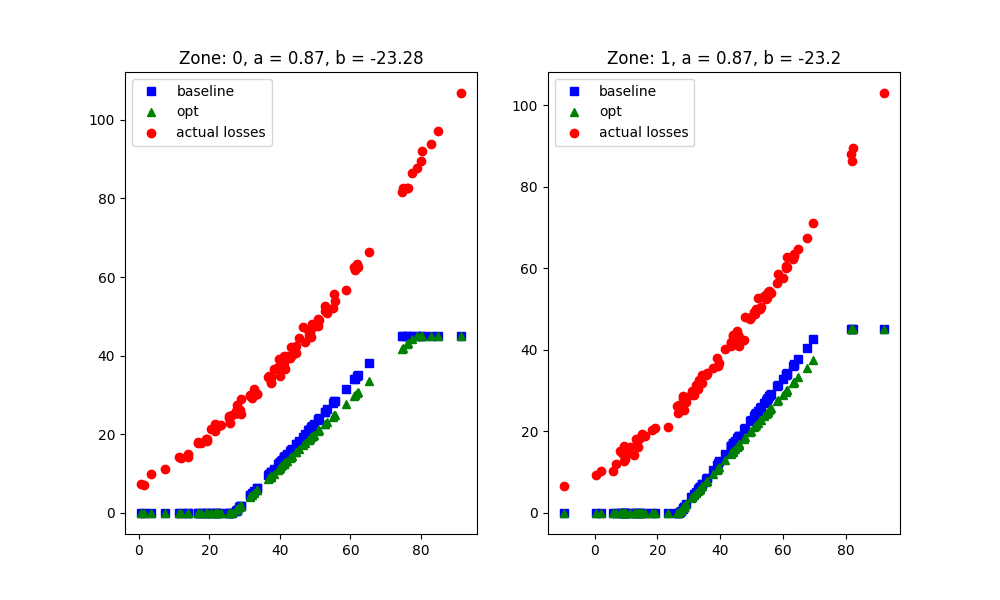 Zone: 0, a = 0.87, b = -23.28
baseline
opt
actual losses
100
80
60
40
20
0
0 20 40 60 80
Zone: 1, a = 0.87, b = -23.2
baseline
opt
actual losses
100
80
60
40
20
0
0 20 40 60 80